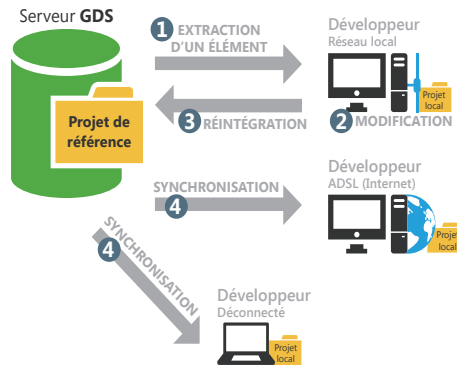 Serveur GDS
Projet de
référence
1 EXTRACTION
D'UN ÉLÉMENT
3 RÉINTÉGRATION
Développeur
Réseau local
Projet
local
2 MODIFICATION
SYNCHRONISATION
4
Développeur
ADSL (Internet)
Projet
local
SYNCHRONISATION
4
Développeur
Déconnecté
Projet
local